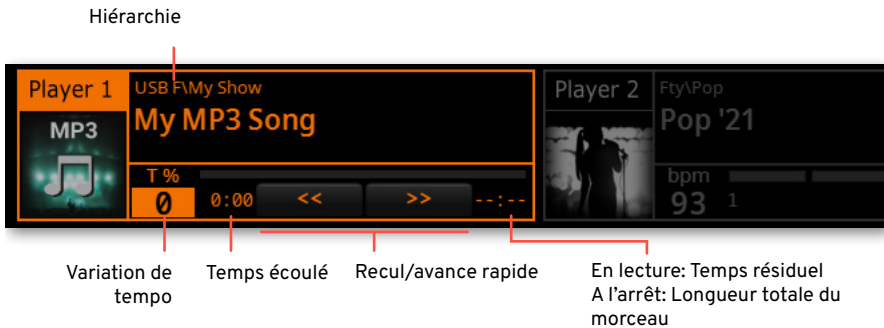 Hiérarchie
Player 1
USB F\My Show
My MP3 Song
MP3
T %
0
0:00
<<
>>
--:--
Player 2
Fty\Pop
Pop '21
bpm
93
1
Variation de
tempo
Temps écoulé
Recul/avance rapide
En lecture: Temps résiduel
A l’arrêt: Longueur totale du
morceau